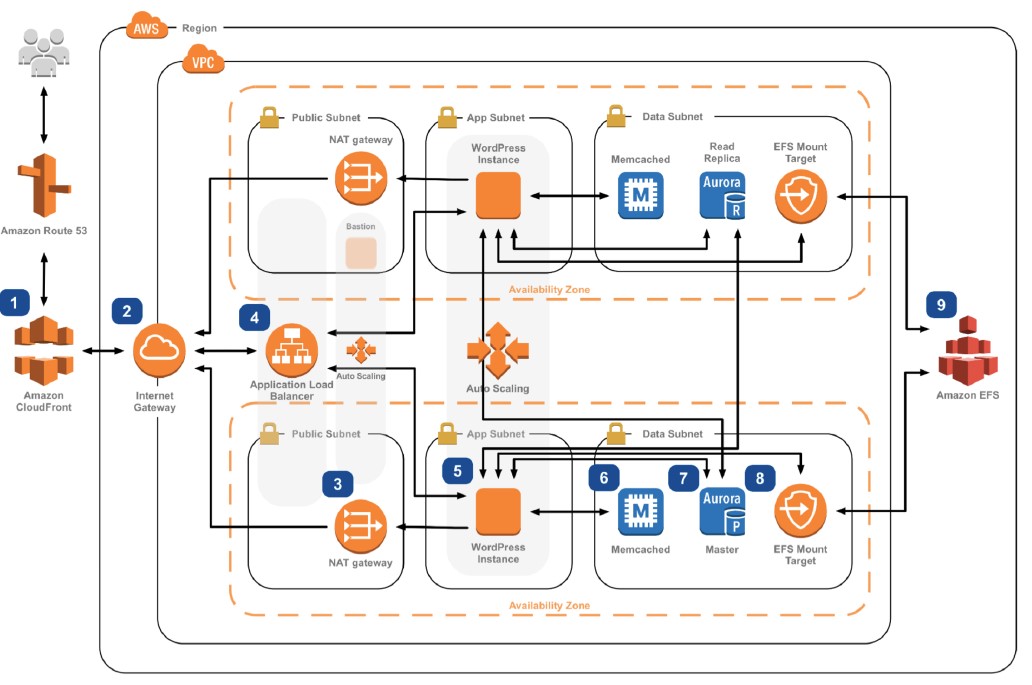 AWS
Region
VPC
Public Subnet
App Subnet
Data Subnet
NAT gateway
WordPress
Instance
Memcached
Read
Replica
EFS Mount
Target
M
Aurora
R
Amazon Route 53
Bastion
Availability Zone
1
2
4
9
Auto Scaling
Application Load
Balancer
Auto Scaling
Amazon
CloudFront
Internet
Gateway
Amazon EFS
Public Subnet
App Subnet
Data Subnet
3
5
6
7
8
M
Aurora
P
NAT gateway
WordPress
Instance
Memcached
Master
EFS Mount
Target
Availability Zone